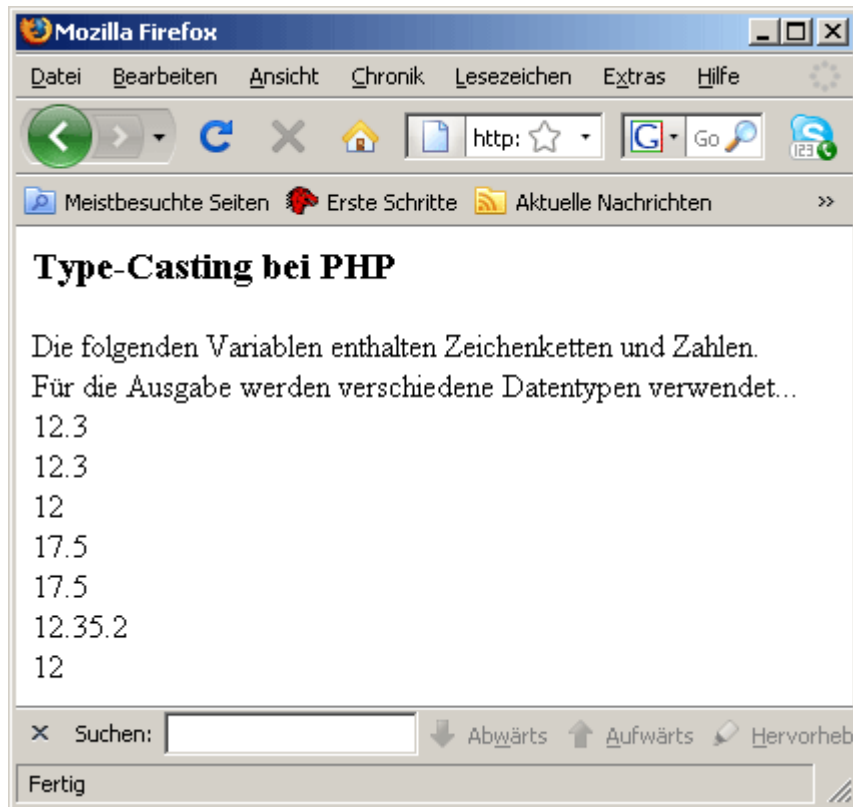 Mozilla Firefox
Datei Bearbeiten Ansicht Chronik Lesezeichen Extras Hilfe
http: G Go S 123
Meistbesuchte Seiten Erste Schritte Aktuelle Nachrichten »
Type-Casting bei PHP
Die folgenden Variablen enthalten Zeichenketten und Zahlen.
Für die Ausgabe werden verschiedene Datentypen verwendet...
12.3
12.3
12
17.5
17.5
12.35.2
12
Suchen: Abwärts Aufwärts Hervorheb
Fertig